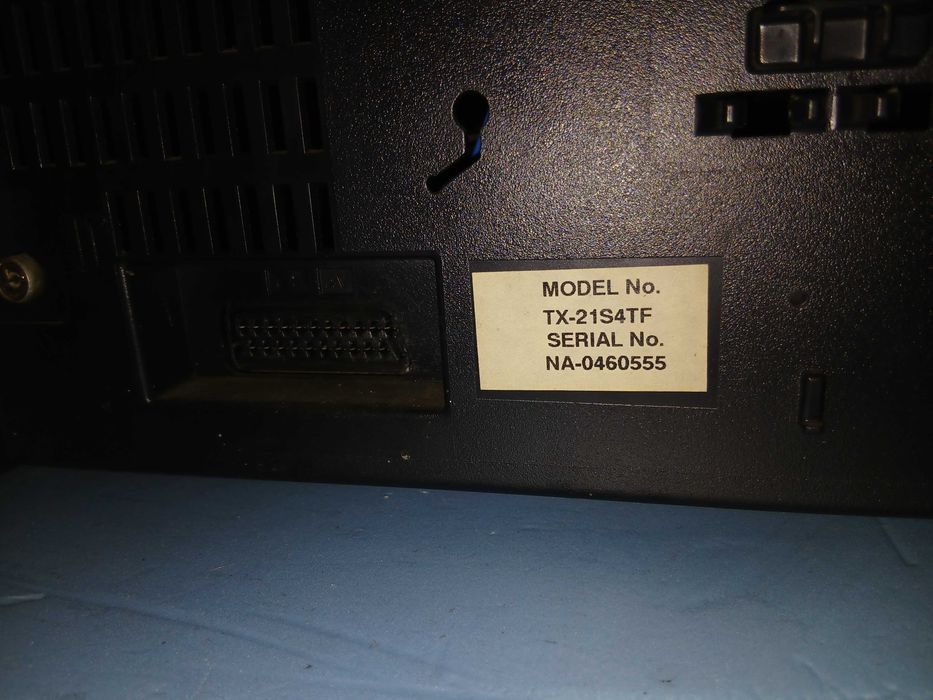 MODEL No.
TX-21S4TF
SERIAL No.
NA-0460555